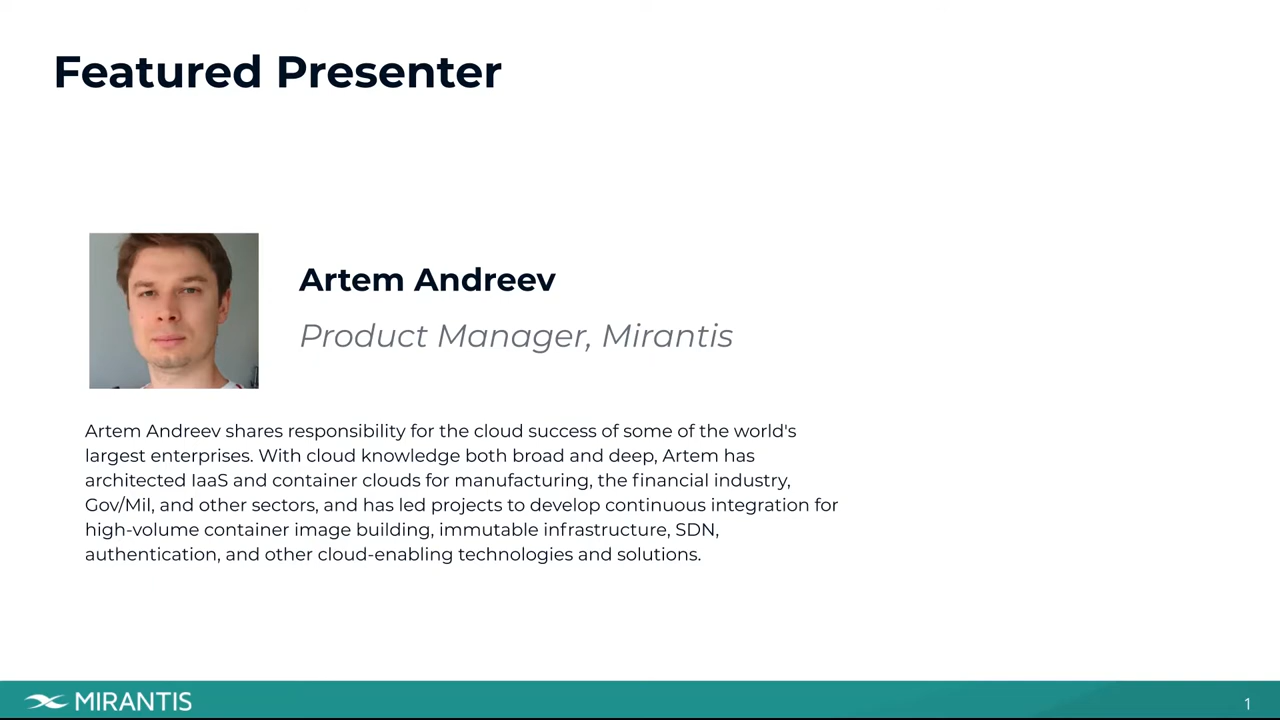 Featured Presenter
Artem Andreev
Product Manager, Mirantis
Artem Andreev shares responsibility for the cloud success of some of the world's
largest enterprises. With cloud knowledge both broad and deep, Artem has
architected IaaS and container clouds for manufacturing, the financial industry,
Gov/Mil, and other sectors, and has led projects to develop continuous integration for
high-volume container image building, immutable infrastructure, SDN,
authentication, and other cloud-enabling technologies and solutions.
MIRANTIS
1